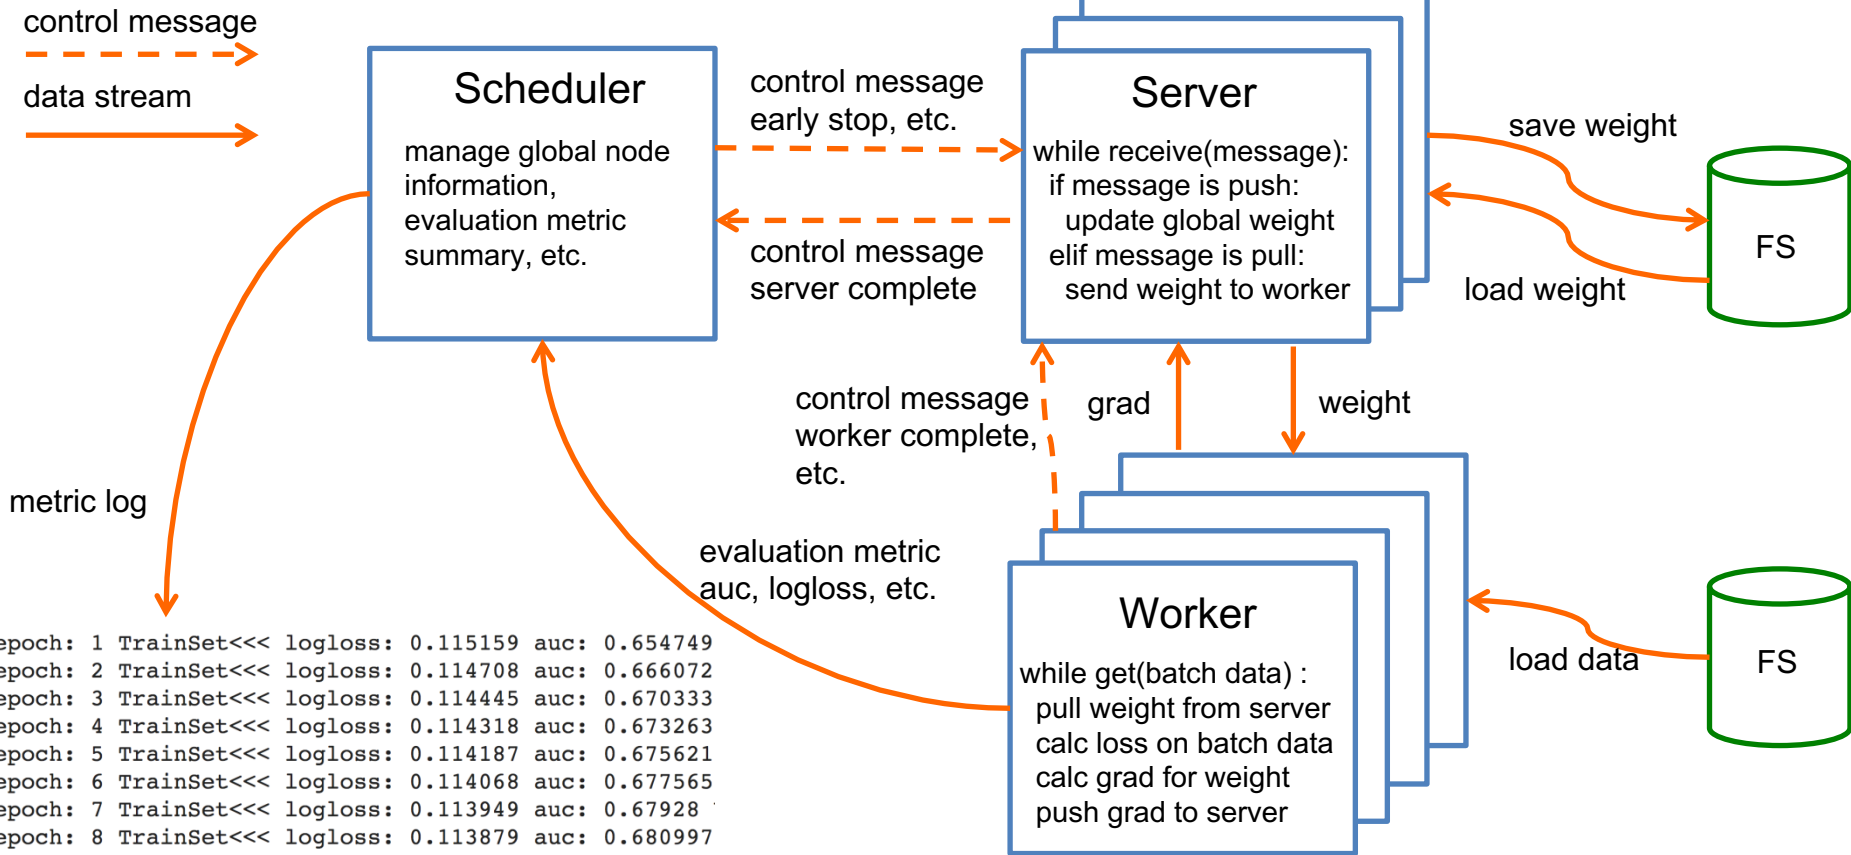 control message
data stream
Scheduler
manage global node
information,
evaluation metric
summary, etc.
control message
early stop, etc.
control message
server complete
Server
while receive(message):
if message is push:
update global weight
elif message is pull:
send weight to worker
save weight
load weight
FS
control message
worker complete,
etc.
grad
weight
metric log
evaluation metric
auc, logloss, etc.
Worker
while get(batch data) :
pull weight from server
calc loss on batch data
calc grad for weight
push grad to server
load data
FS
epoch: 1 TrainSet<<< logloss: 0.115159 auc: 0.654749
epoch: 2 TrainSet<<< logloss: 0.114708 auc: 0.666072
epoch: 3 TrainSet<<< logloss: 0.114445 auc: 0.670333
epoch: 4 TrainSet<<< logloss: 0.114318 auc: 0.673263
epoch: 5 TrainSet<<< logloss: 0.114187 auc: 0.675621
epoch: 6 TrainSet<<< logloss: 0.114068 auc: 0.677565
epoch: 7 TrainSet<<< logloss: 0.113949 auc: 0.67928
epoch: 8 TrainSet<<< logloss: 0.113879 auc: 0.680997